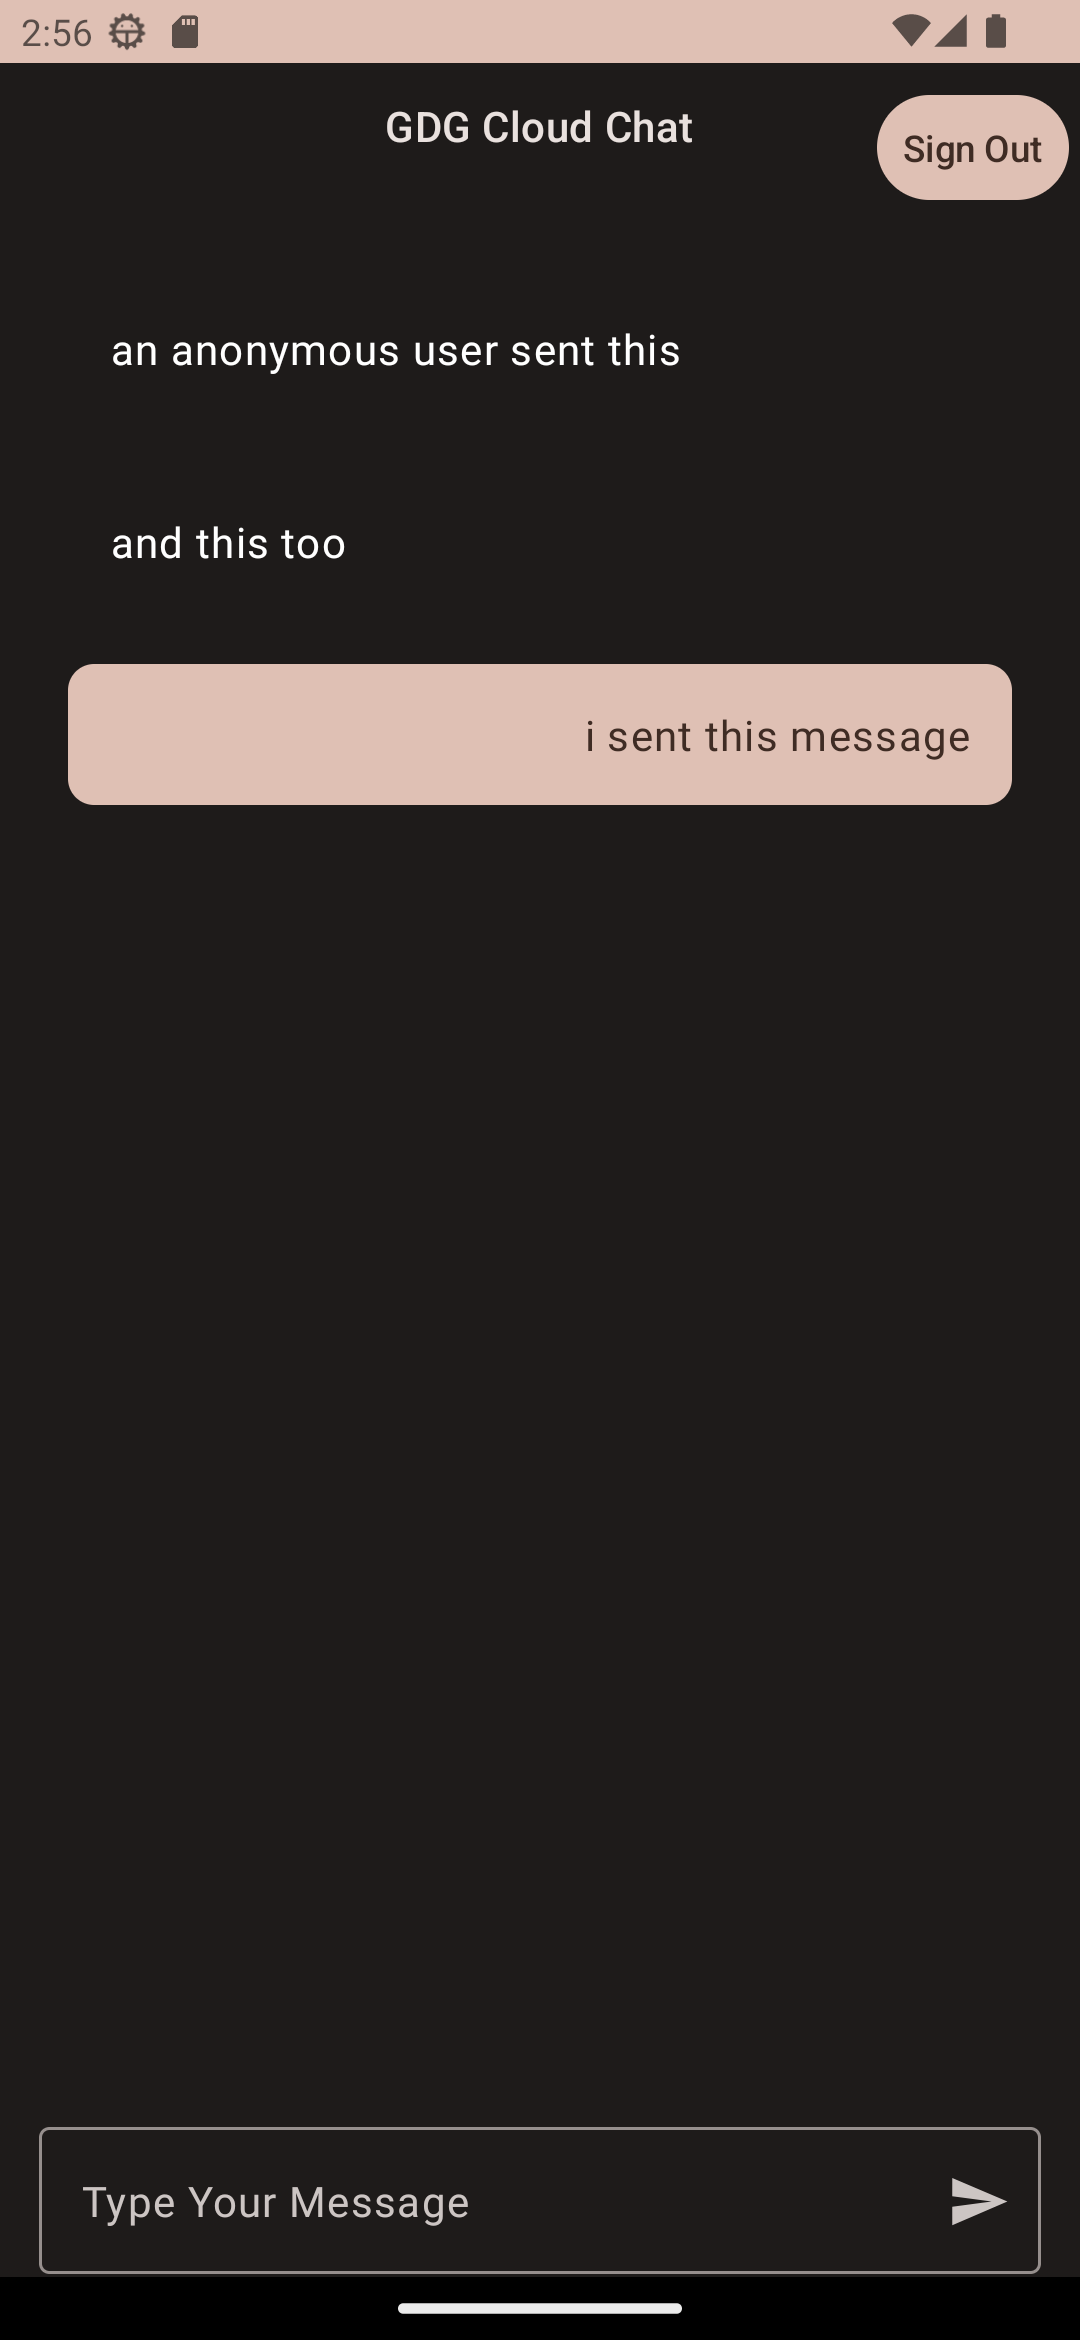 2:56
GDG Cloud Chat
Sign Out
an anonymous user sent this
and this too
i sent this message
Type Your Message